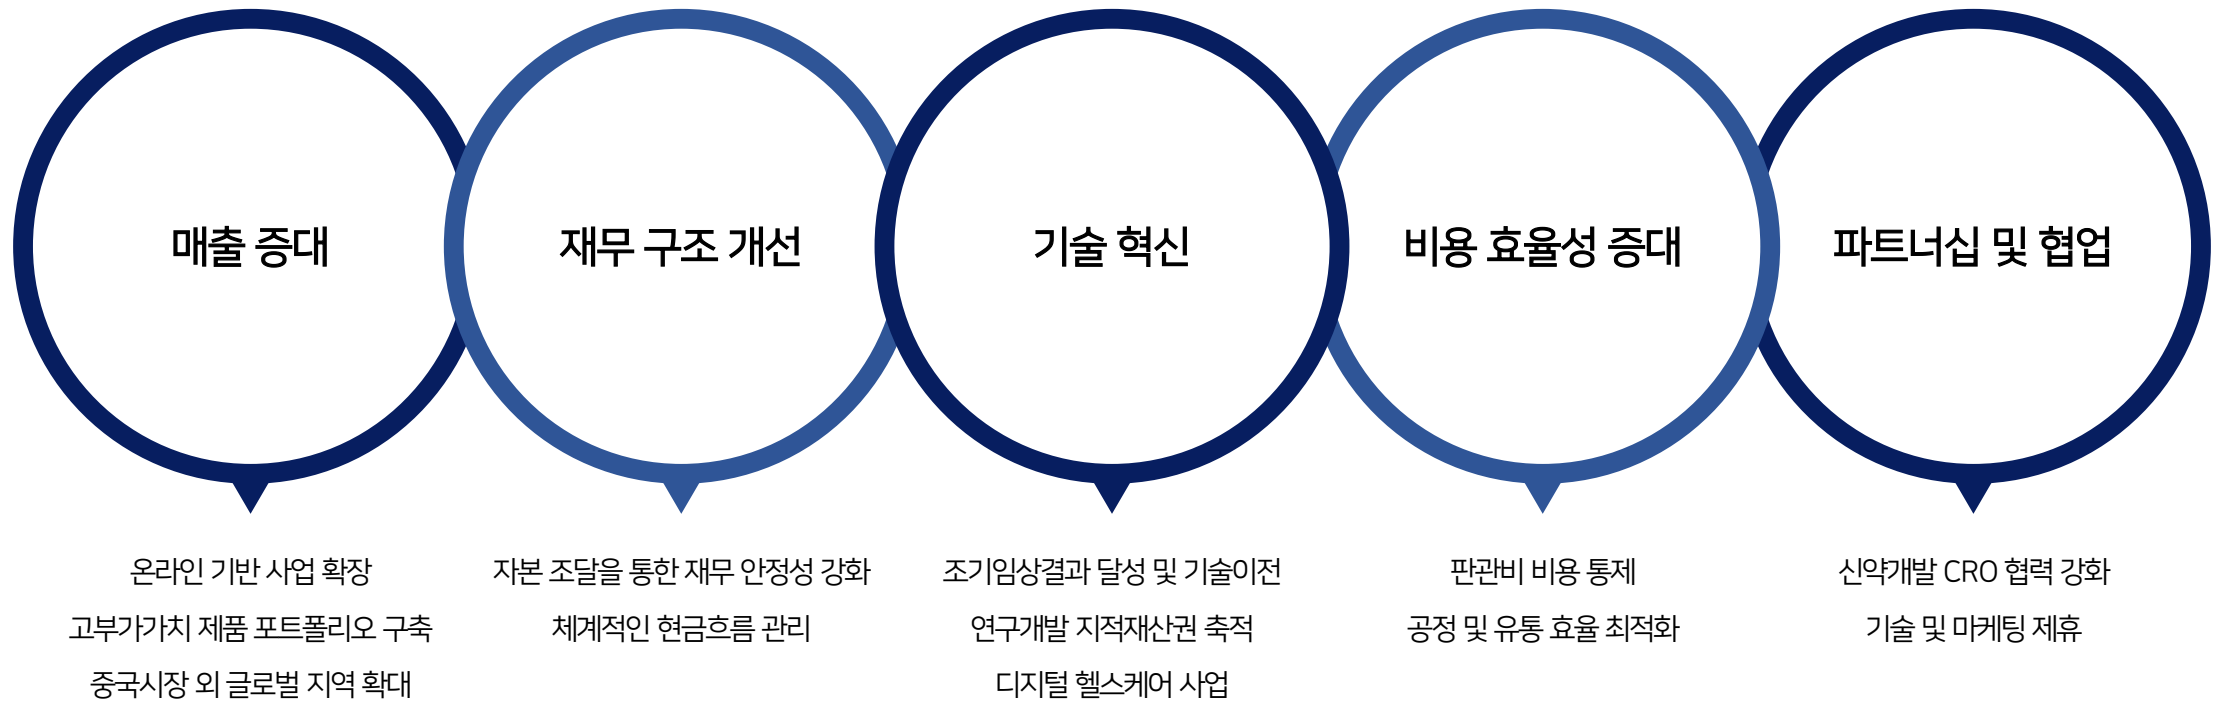 매출 증대
재무 구조 개선
기술 혁신
비용 효율성 증대
파트너십 및 협업
온라인 기반 사업 확장
고부가가치 제품 포트폴리오 구축
중국시장 외 글로벌 지역 확대
자본 조달을 통한 재무 안정성 강화
체계적인 현금흐름 관리
조기임상결과 달성 및 기술이전
연구개발 지적재산권 축적
디지털 헬스케어 사업
판관비 비용 통제
공정 및 유통 효율 최적화
신약개발 CRO 협력 강화
기술 및 마케팅 제휴